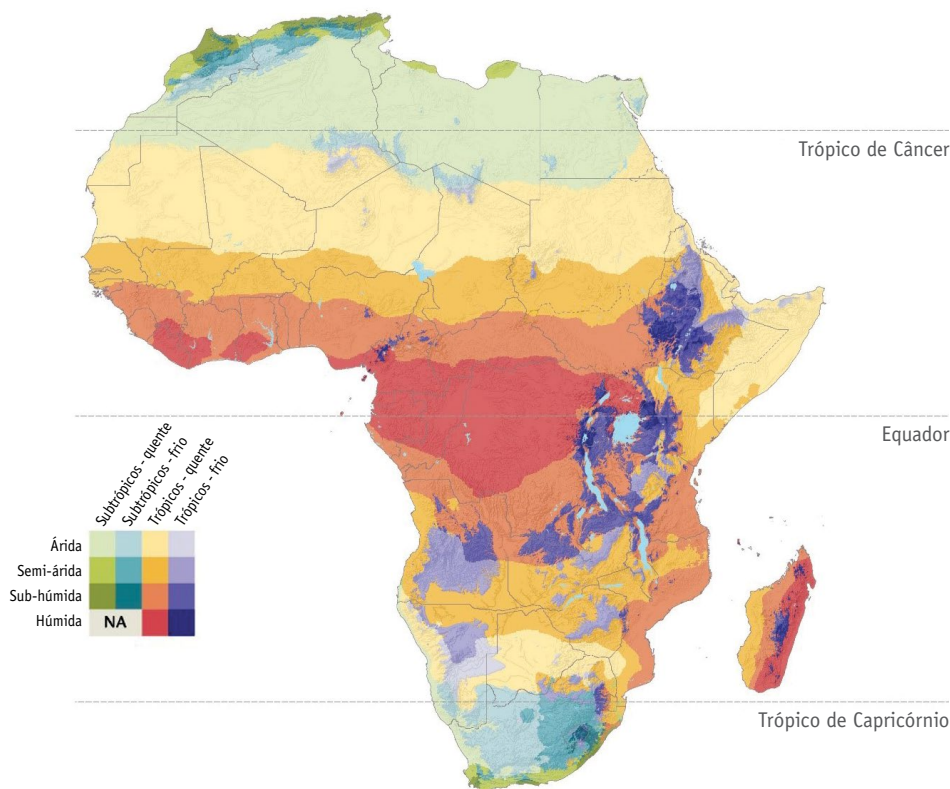 Trópico de Câncer
Equador
Subtrópicos - quente
Subtrópicos - frio
Trópicos - quente
Trópicos - frio
Árida
Semi-árida
Sub-húmida
Húmida
NA
Trópico de Capricórnio